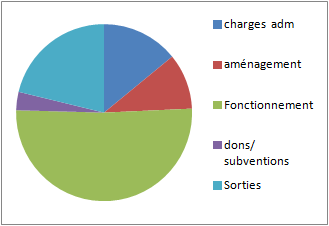 charges adm
aménagement
Fonctionnement
dons/
subventions
Sorties